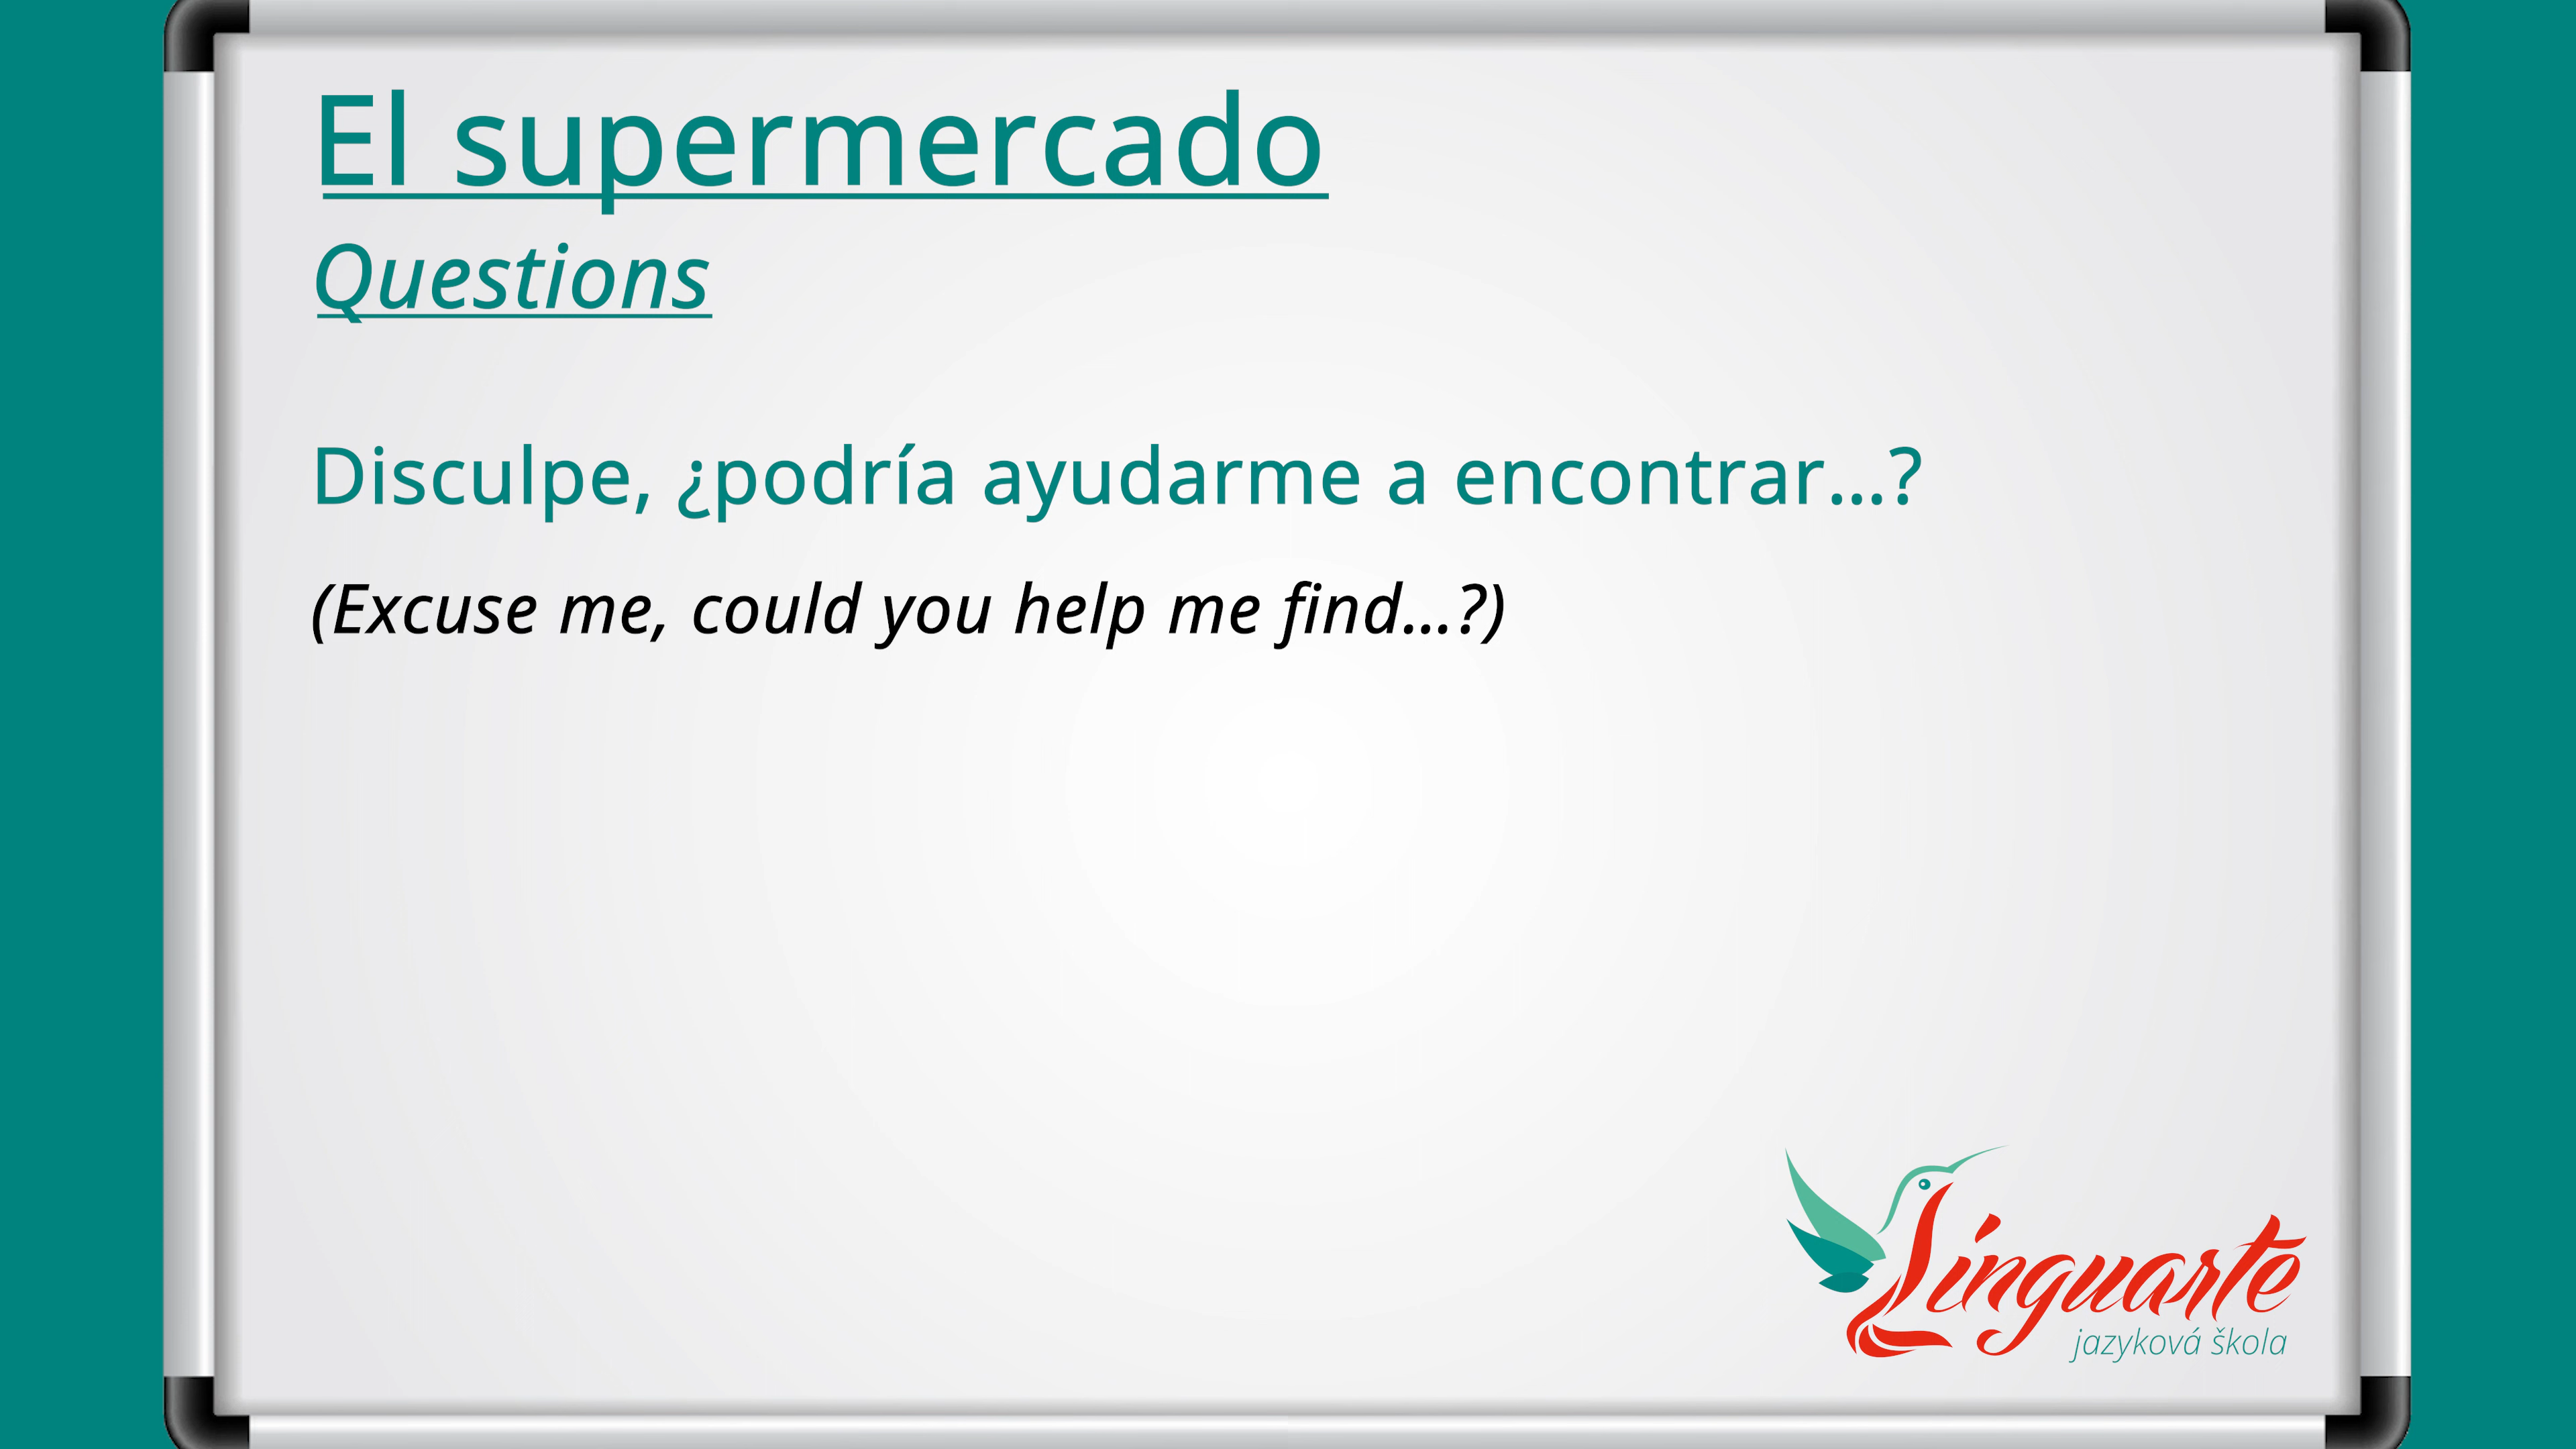 El supermercado
Questions
Disculpe, ¿podría ayudarme a encontrar...?
(Excuse me, could you help me find...?)
Linguarte
jazyková škola